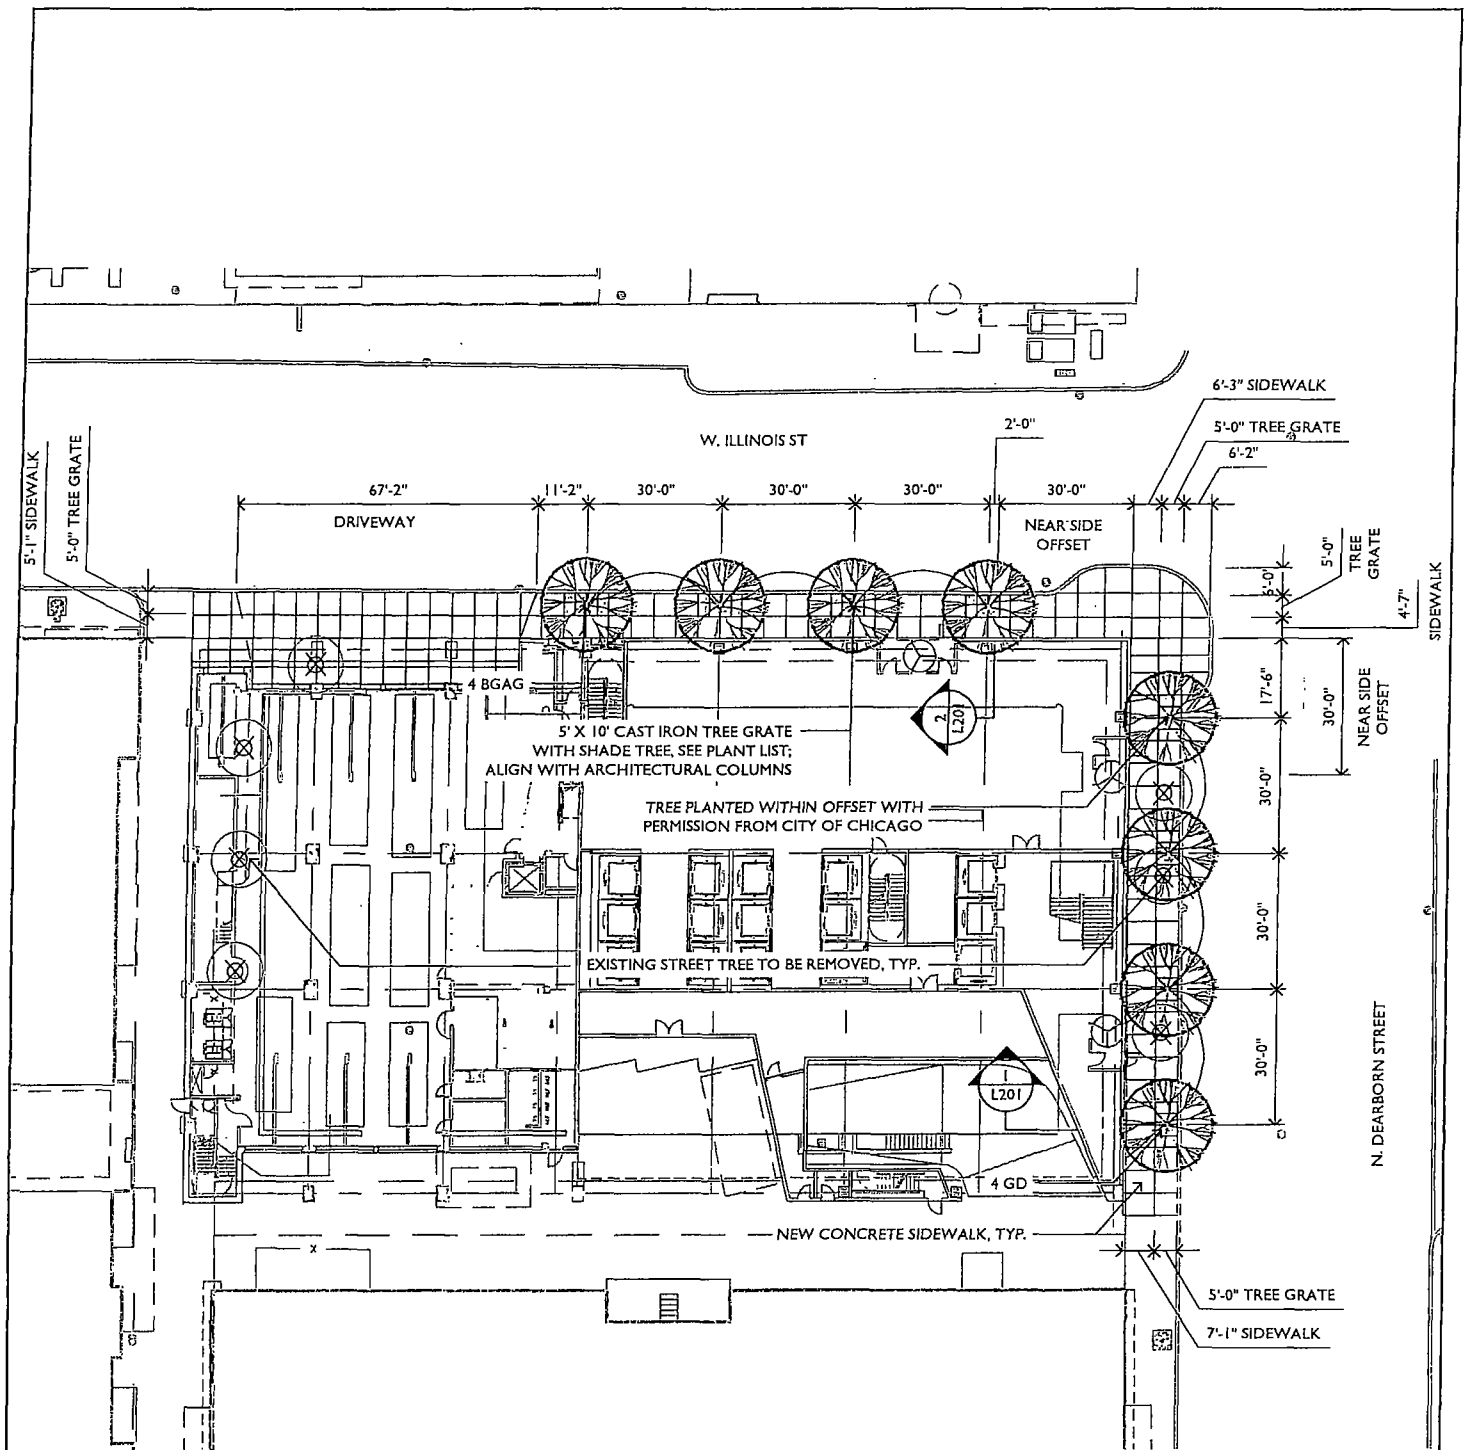 6'-3" SIDEWALK
2'-0"
5'-0" TREE GRATE
W. ILLINOIS ST
6'-2"
5'-1" SIDEWALK
5'-0" TREE GRATE
67'-2"
11'-2"
30'-0"
30'-0"
30'-0"
30'-0"
DRIVEWAY
NEAR SIDE
OFFSET
5'-0"
TREE
GRATE
4'-7"
SIDEWALK
4 BGAG
17'-6"
30'-0"
NEAR SIDE
OFFSET
2
L201
5' X 10' CAST IRON TREE GRATE
WITH SHADE TREE, SEE PLANT LIST;
ALIGN WITH ARCHITECTURAL COLUMNS
30'-0"
TREE PLANTED WITHIN OFFSET WITH
PERMISSION FROM CITY OF CHICAGO
30'-0"
EXISTING STREET TREE TO BE REMOVED, TYP.
30'-0"
1
L201
N. DEARBORN STREET
4 GD
NEW CONCRETE SIDEWALK, TYP.
5'-0" TREE GRATE
7'-1" SIDEWALK